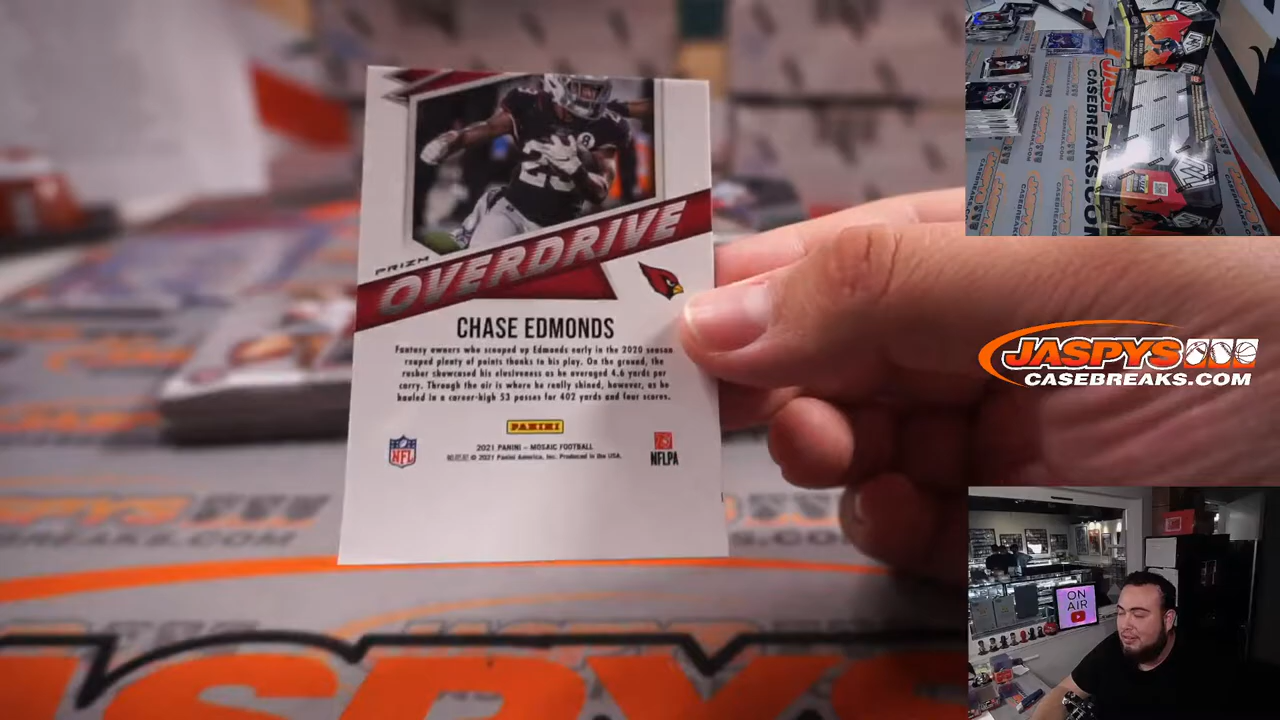 PRIZM
OVERDRIVE
CHASE EDMONDS
Fantasy owners who scooped up Edmonds early in the 2020 season
reaped plenty of points thanks to his play. On the ground, the
rusher showcased his elusiveness as he averaged 4.6 yards per
carry. Through the air is where he really shined, however, as he
hauled in a career-high 53 passes for 402 yards and four scores.
PANINI
2021 PANINI – MOSAIC FOOTBALL
© 2021 Panini America, Inc. Produced in the USA.
NFL
NFLPA
JASPYS
CASEBREAKS.COM
ON
AIR
JASPYS
CASEBREAKS.COM
JASPYS